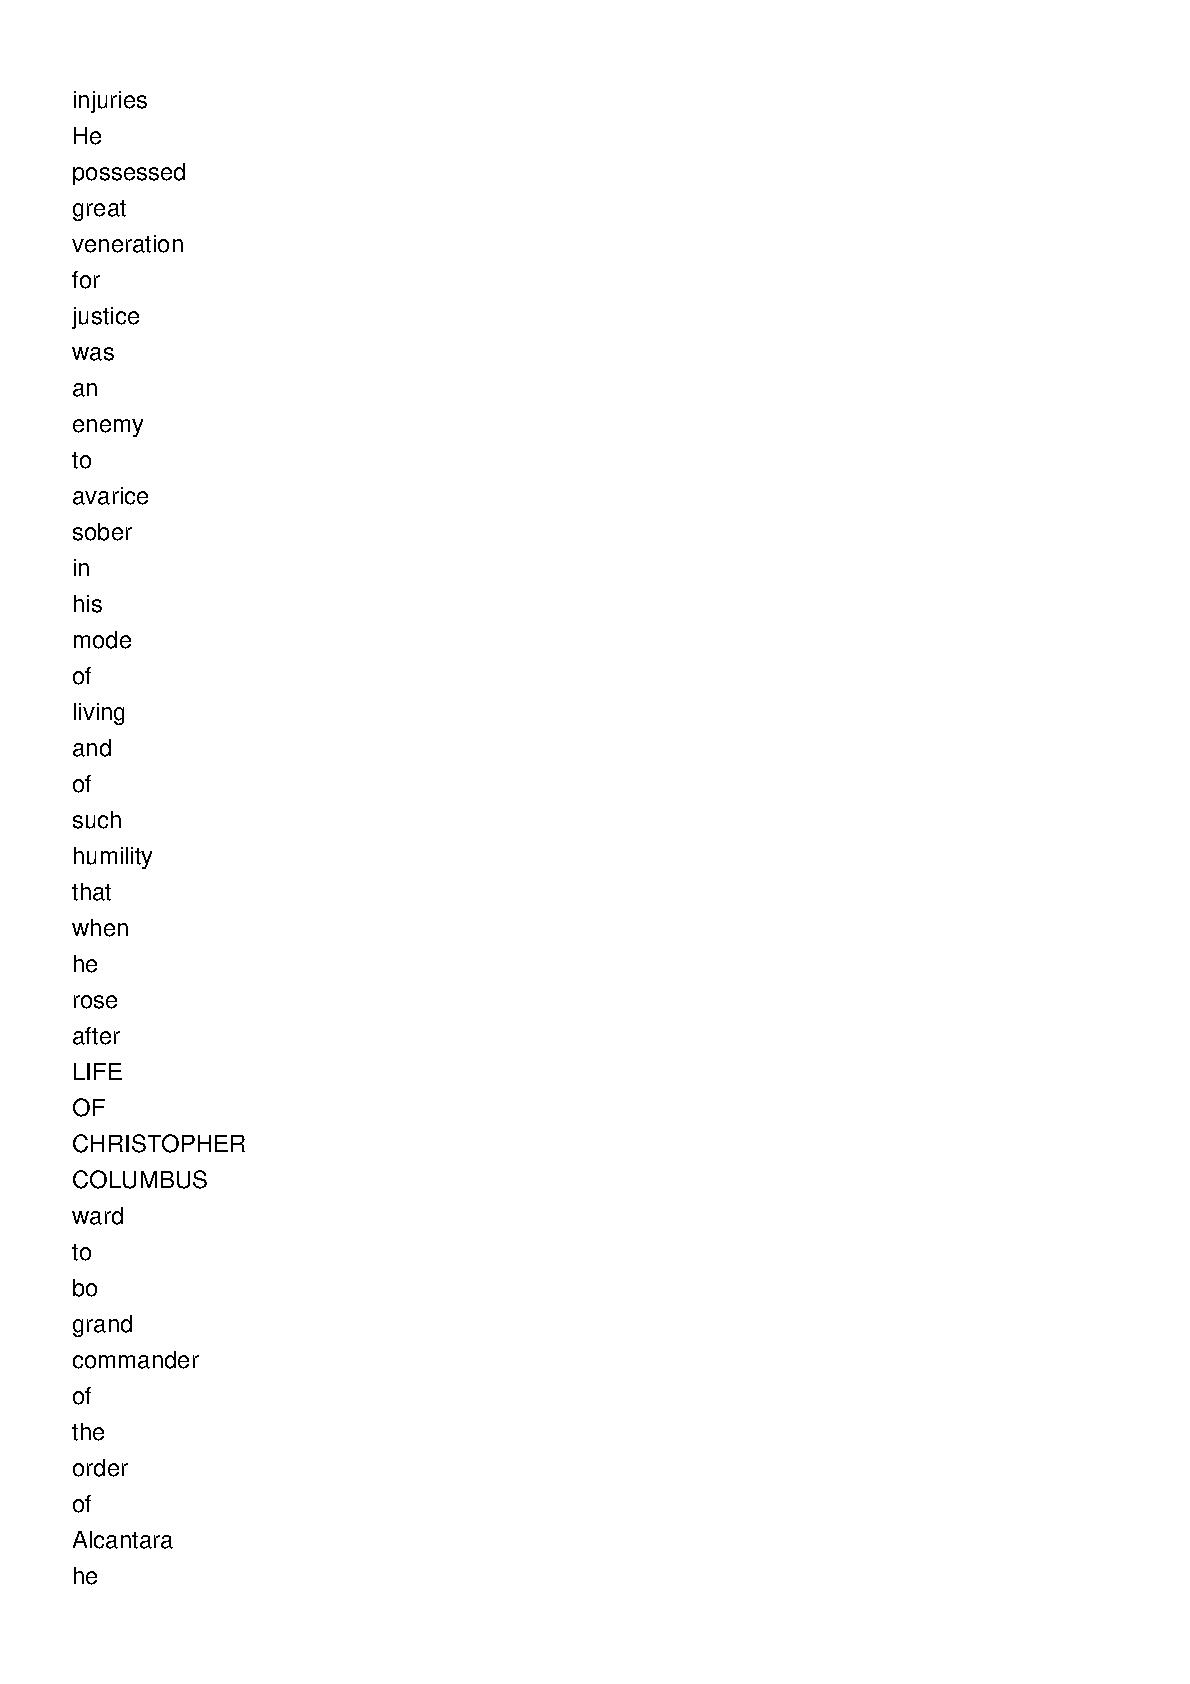 injuries
He
possessed
great
veneration
for
justice
was
an
enemy
to
avarice
sober
in
his
mode
of
living
and
of
such
humility
that
when
he
rose
after
LIFE
OF
CHRISTOPHER
COLUMBUS
ward
to
bo
grand
commander
of
the
order
of
Alcantara
he